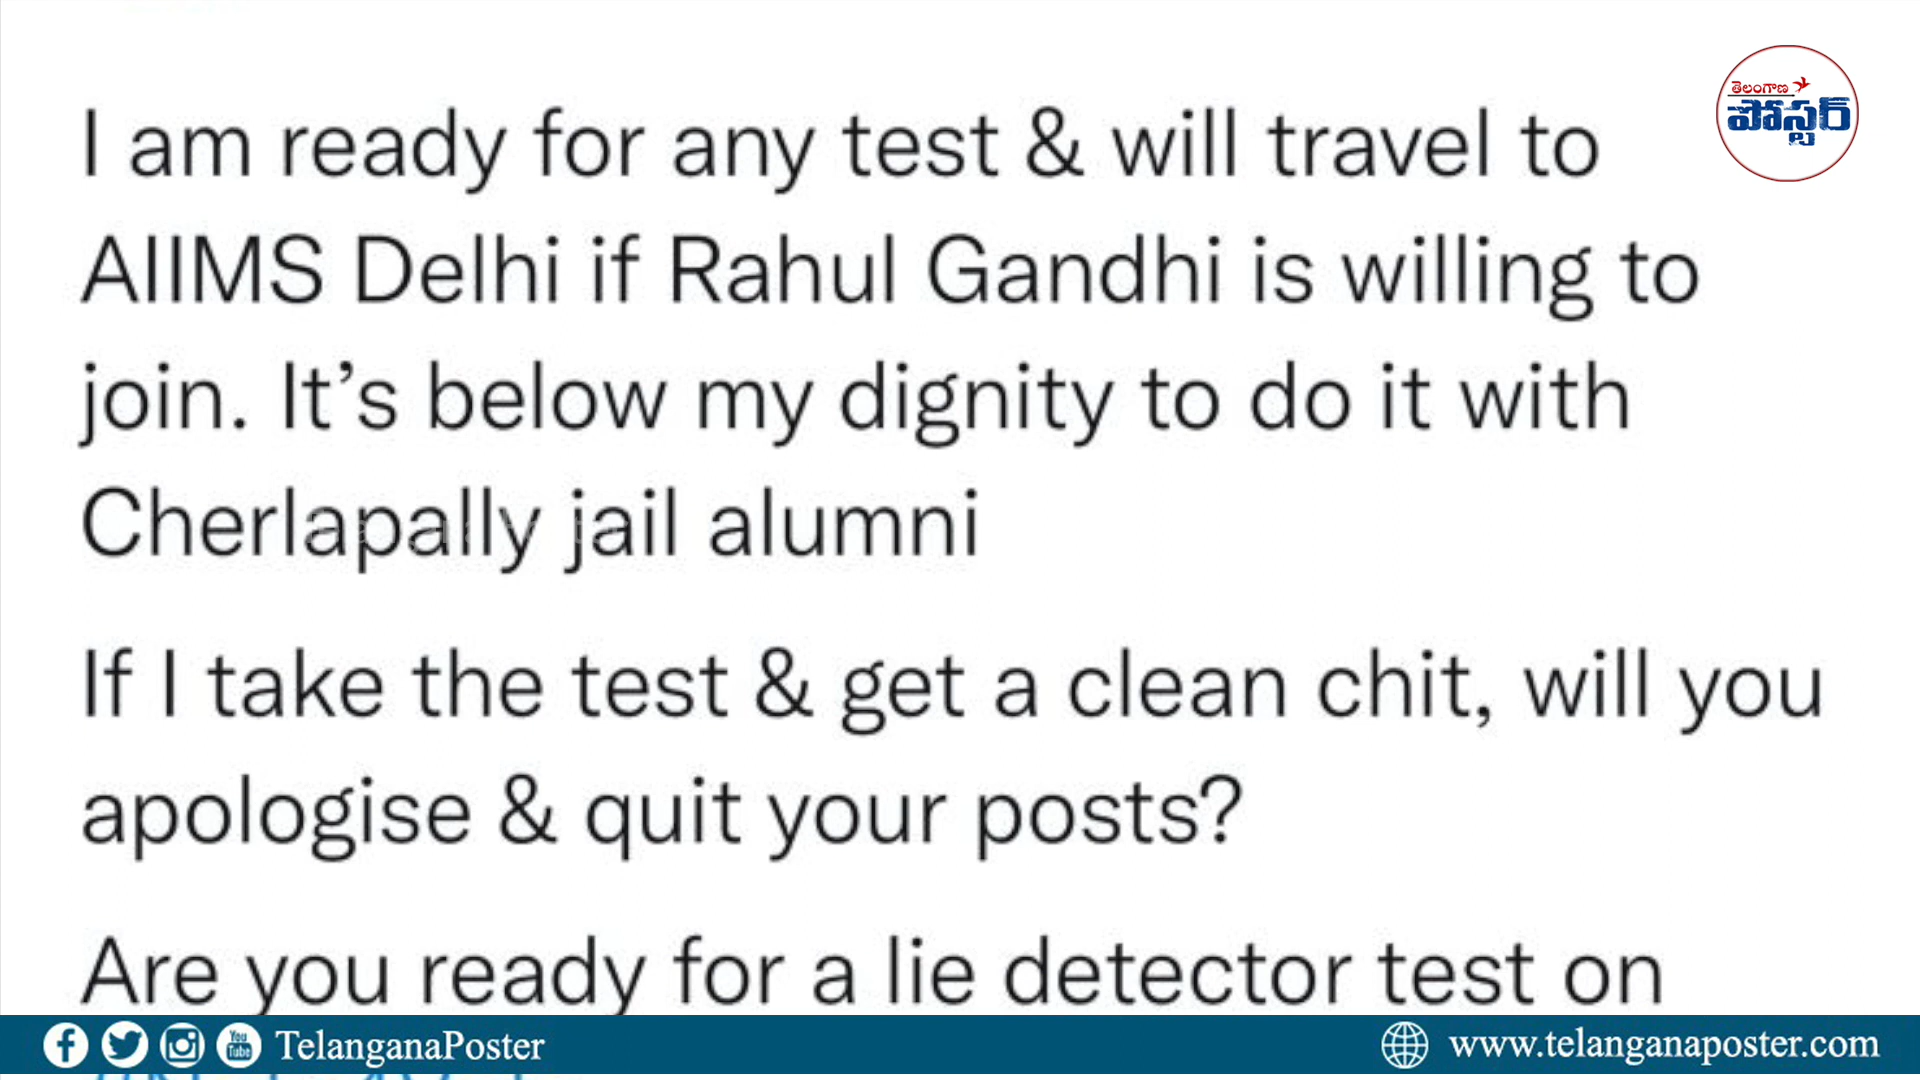 తెలంగాణ
పోస్టర్
I am ready for any test & will travel to
AIIMS Delhi if Rahul Gandhi is willing to
join. It’s below my dignity to do it with
Cherlapally jail alumni
If I take the test & get a clean chit, will you
apologise & quit your posts?
Are you ready for a lie detector test on
You
Tube
TelanganaPoster
www.telanganaposter.com